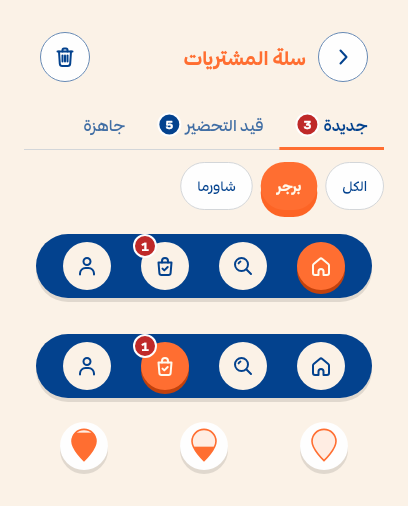 سلة المشتريات
جديدة 3 قيد التحضير 5 جاهزة
الكل برجر شاورما
1
1